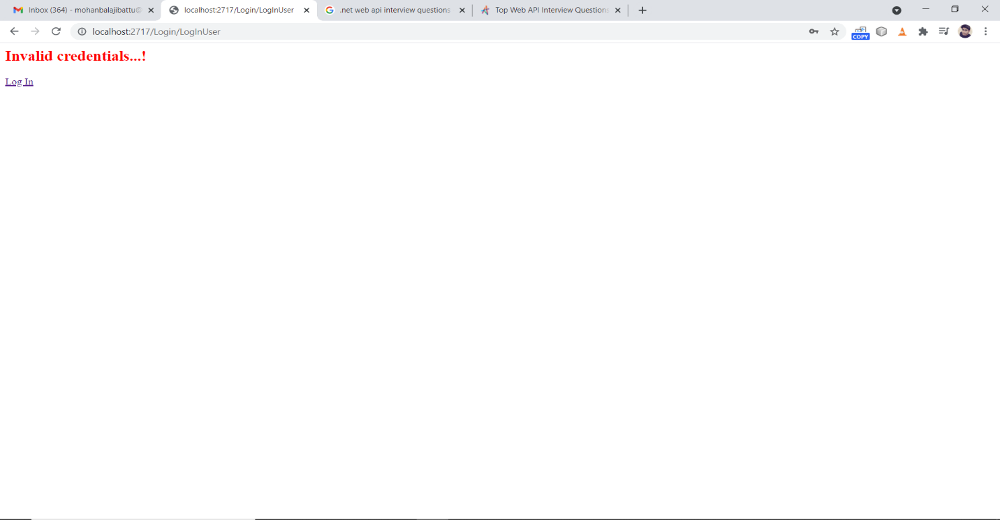 Inbox (364) - mohanbalajibattu@
localhost:2717/Login/LogInUser
.net web api interview questions
Top Web API Interview Questions
localhost:2717/Login/LogInUser
COPY
Invalid credentials...!
Log In